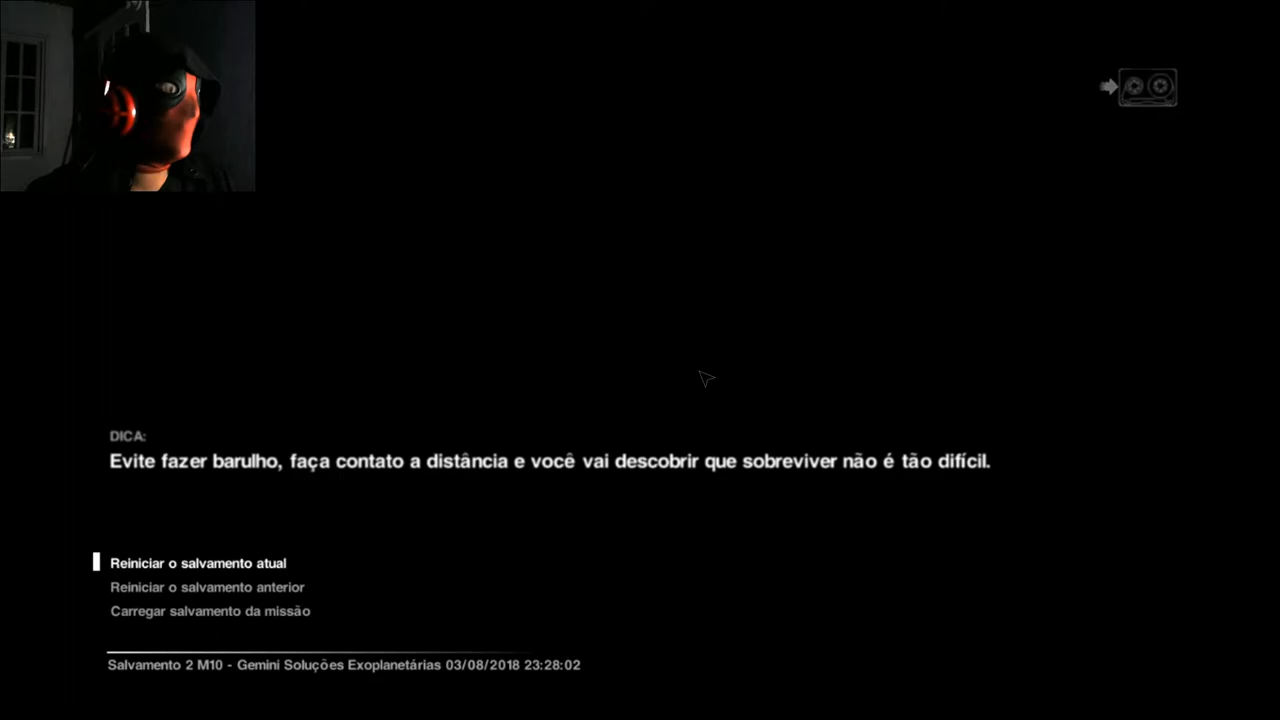 DICA:
Evite fazer barulho, faça contato a distância e você vai descobrir que sobreviver não é tão difícil.
Reiniciar o salvamento atual
Reiniciar o salvamento anterior
Carregar salvamento da missão
Salvamento 2 M10 - Gemini Soluções Exoplanetárias 03/08/2018 23:28:02